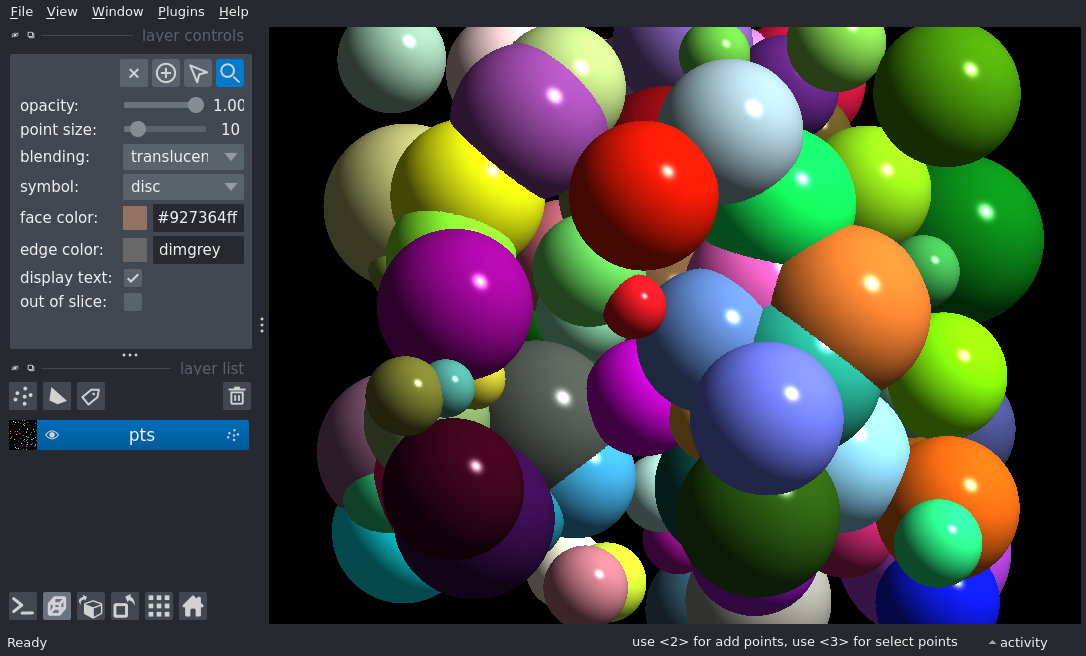 File View Window Plugins Help
layer controls
opacity: 1.00
point size: 10
blending: translucen
symbol: disc
face color: #927364ff
edge color: dimgrey
display text:
out of slice:
layer list
pts
Ready use <2> for add points, use <3> for select points activity